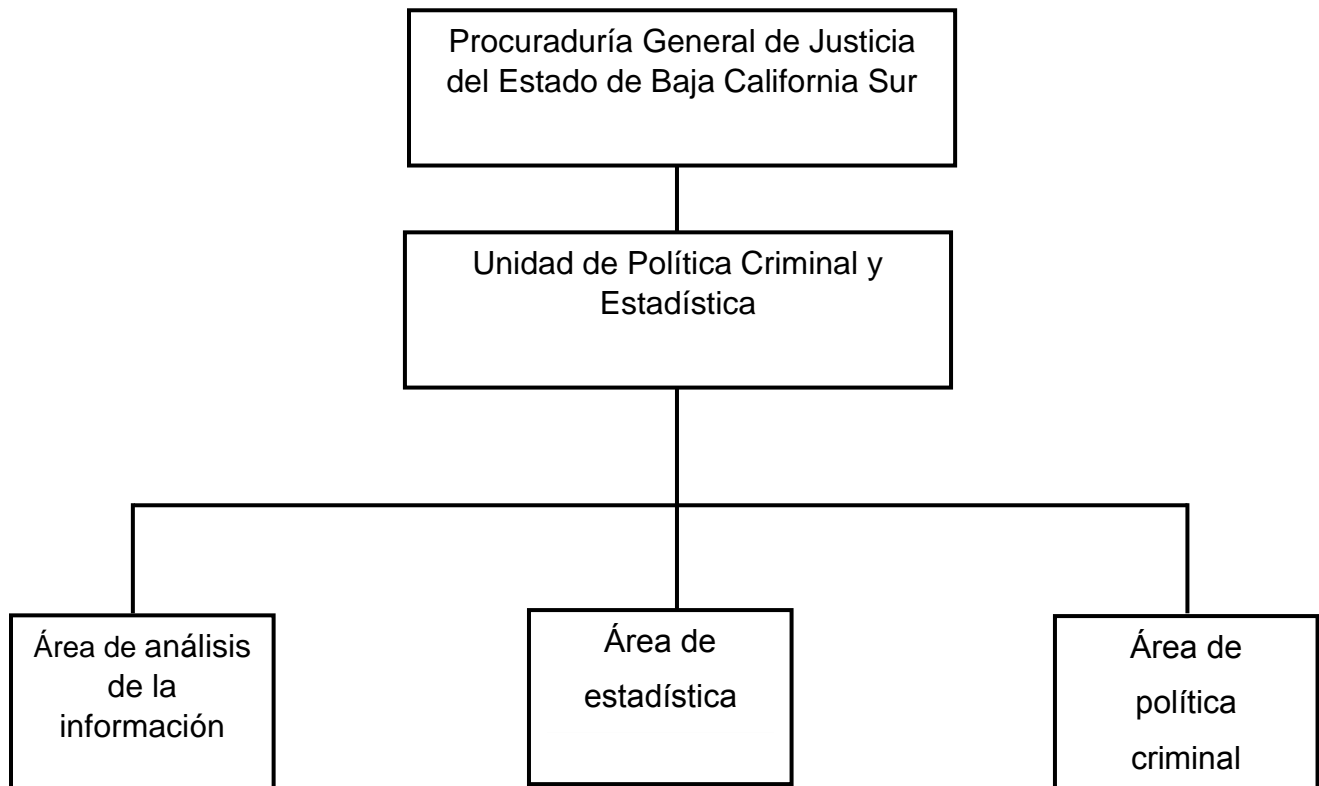 Procuraduría General de Justicia
del Estado de Baja California Sur
Unidad de Política Criminal y
Estadística
Área de análisis
de la
información
Área de
estadística
Área de
política
criminal